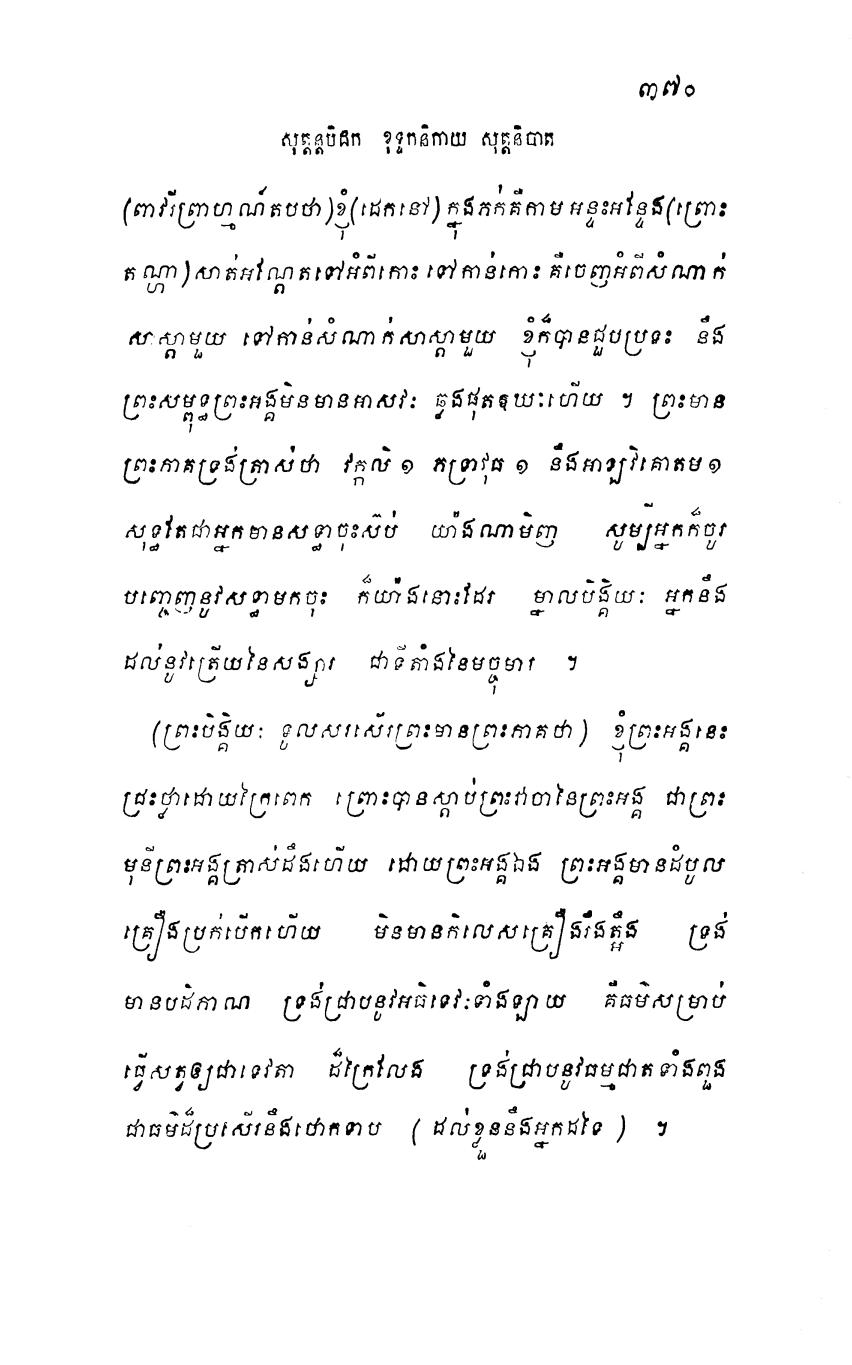 ៣៧០
សុត្តន្តបិដក ខុទ្ទកនិកាយ សុត្តនិបាត
(ពាវរីព្រាហ្មណ៍តបថា) ខ្ញុំ (ដេកនៅ) ក្នុងភក់គឺកាម អន្ទះអន្ទែង (ព្រោះ
តណ្ហា) សាត់អណ្តែតទៅអំពីកោះ ទៅកាន់កោះ គឺចេញអំពីសំណាក់
សាស្តាមួយ ទៅកាន់សំណាក់សាស្តាមួយ ខ្ញុំក៏បានជួបប្រទះ នឹង
ព្រះសម្ពុទ្ធព្រះអង្គមិនមានអាសវៈ ឆ្លងផុតឱឃៈហើយ ។ ព្រះមាន
ព្រះភាគទ្រង់ត្រាស់ថា វក្កលិ ១ ភទ្រាវុធ ១ នឹងអាឡវិគោតម ១
សុទ្ធតែជាអ្នកមានសទ្ធាចុះស៊ប់ យ៉ាងណាមិញ សូម្បីអ្នកក៏ចូរ
បញ្ចេញនូវសទ្ធាមកចុះ ក៏យ៉ាងនោះដែរ ម្នាលបិង្គិយៈ អ្នកនឹង
ដល់នូវត្រើយនៃសង្សារ ជាទីតាំងនៃមច្ចុមារ ។
(ព្រះបិង្គិយៈ ទូលសរសើរព្រះមានព្រះភាគថា) ខ្ញុំព្រះអង្គនេះ
ជ្រះថ្លាដោយក្រៃពេក ព្រោះបានស្តាប់ព្រះវាចានៃព្រះអង្គ ជាព្រះ
មុនីព្រះអង្គត្រាស់ដឹងហើយ ដោយព្រះអង្គឯង ព្រះអង្គមានដំបូល
គ្រឿងប្រក់បើកហើយ មិនមានកិលេសគ្រឿងរឹងត្អឹង ទ្រង់
មានបដិភាណ ទ្រង់ជ្រាបនូវអធិទេវៈទាំងឡាយ គឺធម៌សម្រាប់
ធ្វើសត្វឲ្យជាទេវតា ដ៏ក្រៃលែង ទ្រង់ជ្រាបនូវធម្មជាតទាំងពួង
ជាធម៌ដ៏ប្រសើរនឹងថោកទាប ( ដល់ខ្លួននឹងអ្នកដទៃ ) ។